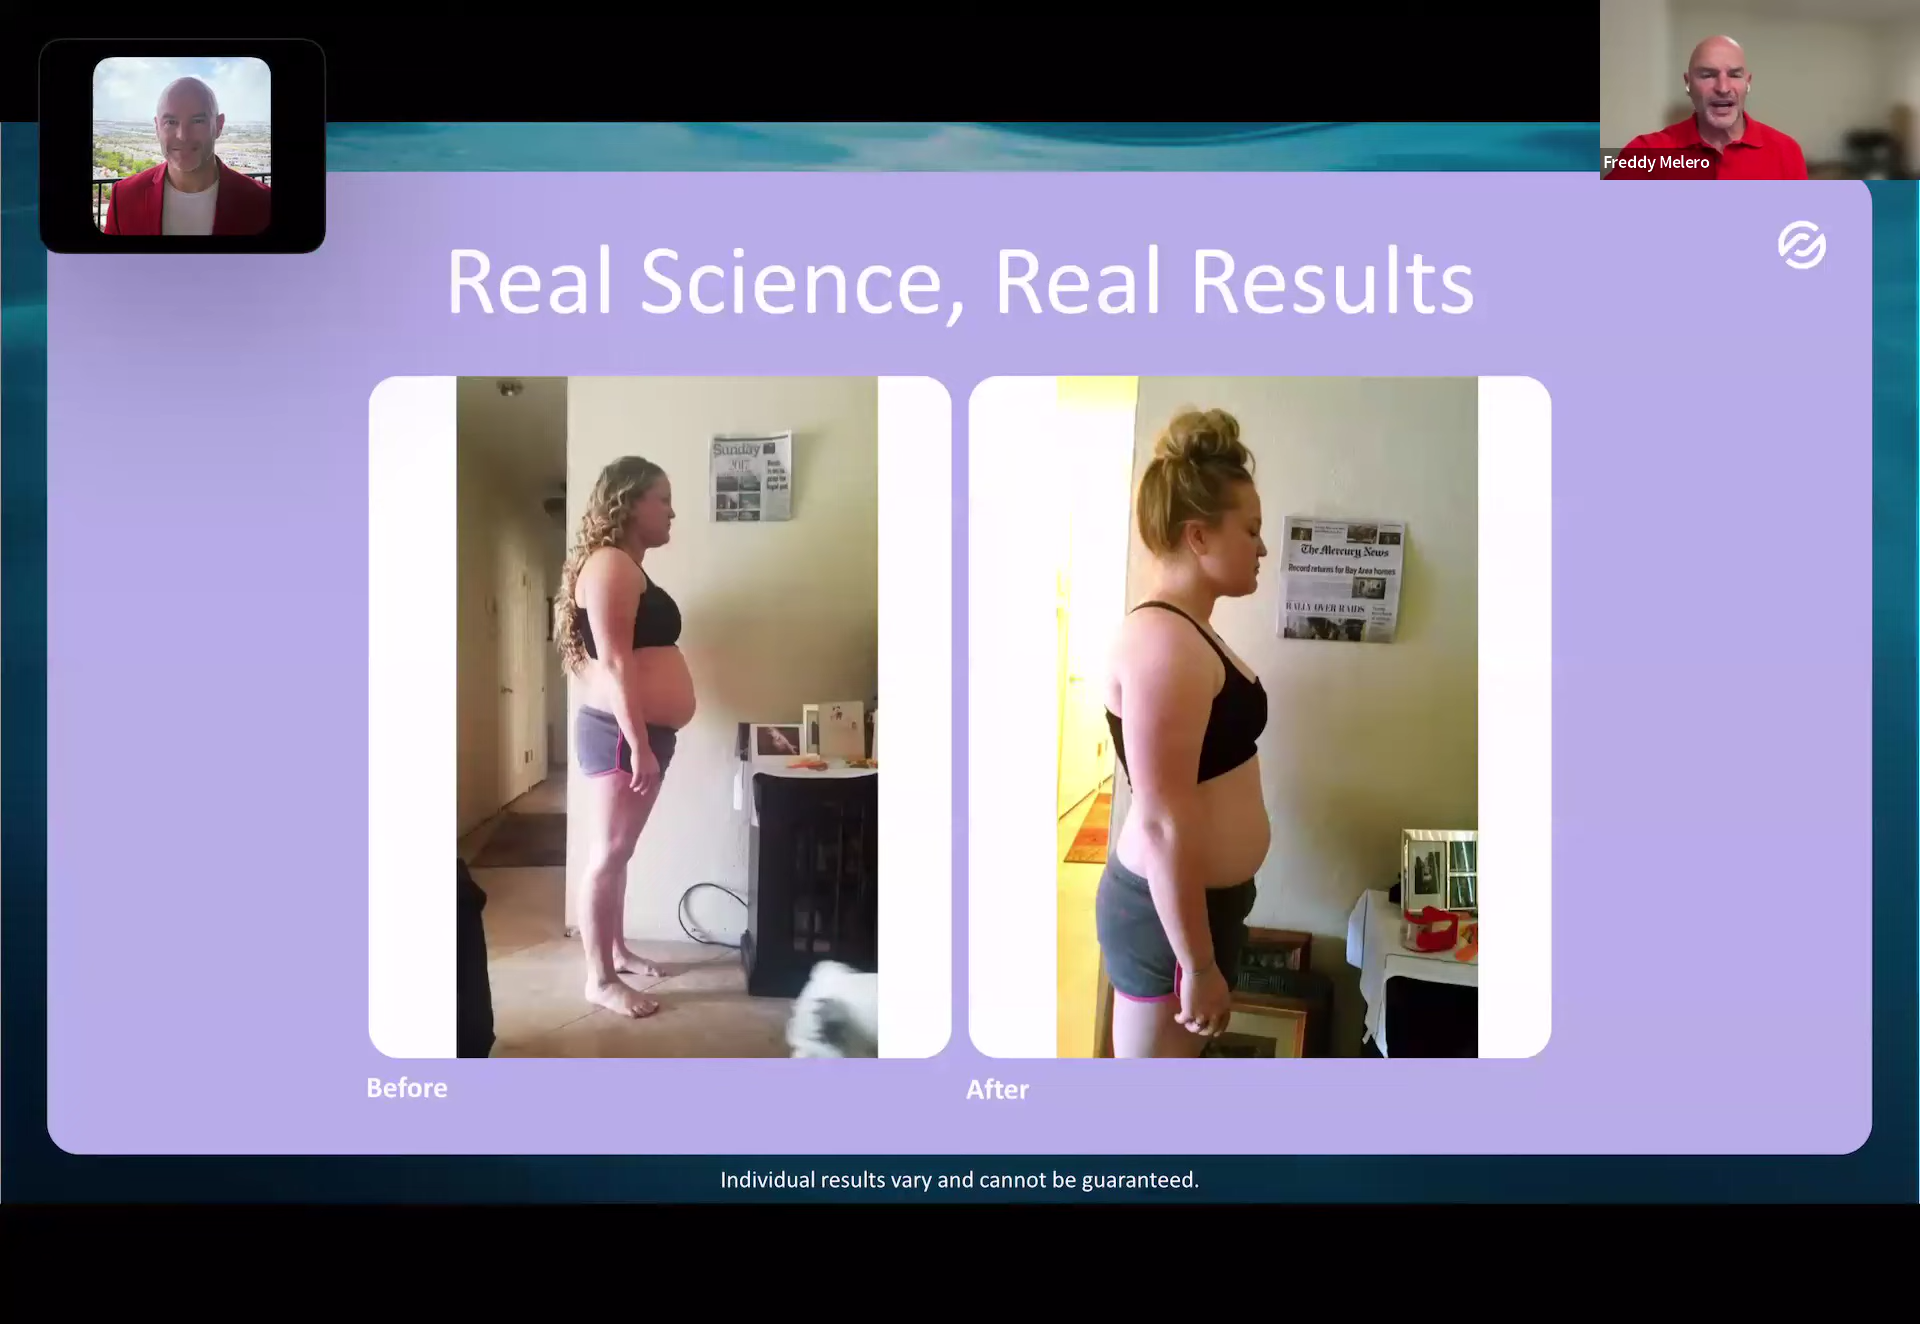 Freddy Melero
Real Science, Real Results
Sunday
The Mercury News
Record returns for Bay Area homes
RALLY OVER RAIDS
Before
After
Individual results vary and cannot be guaranteed.